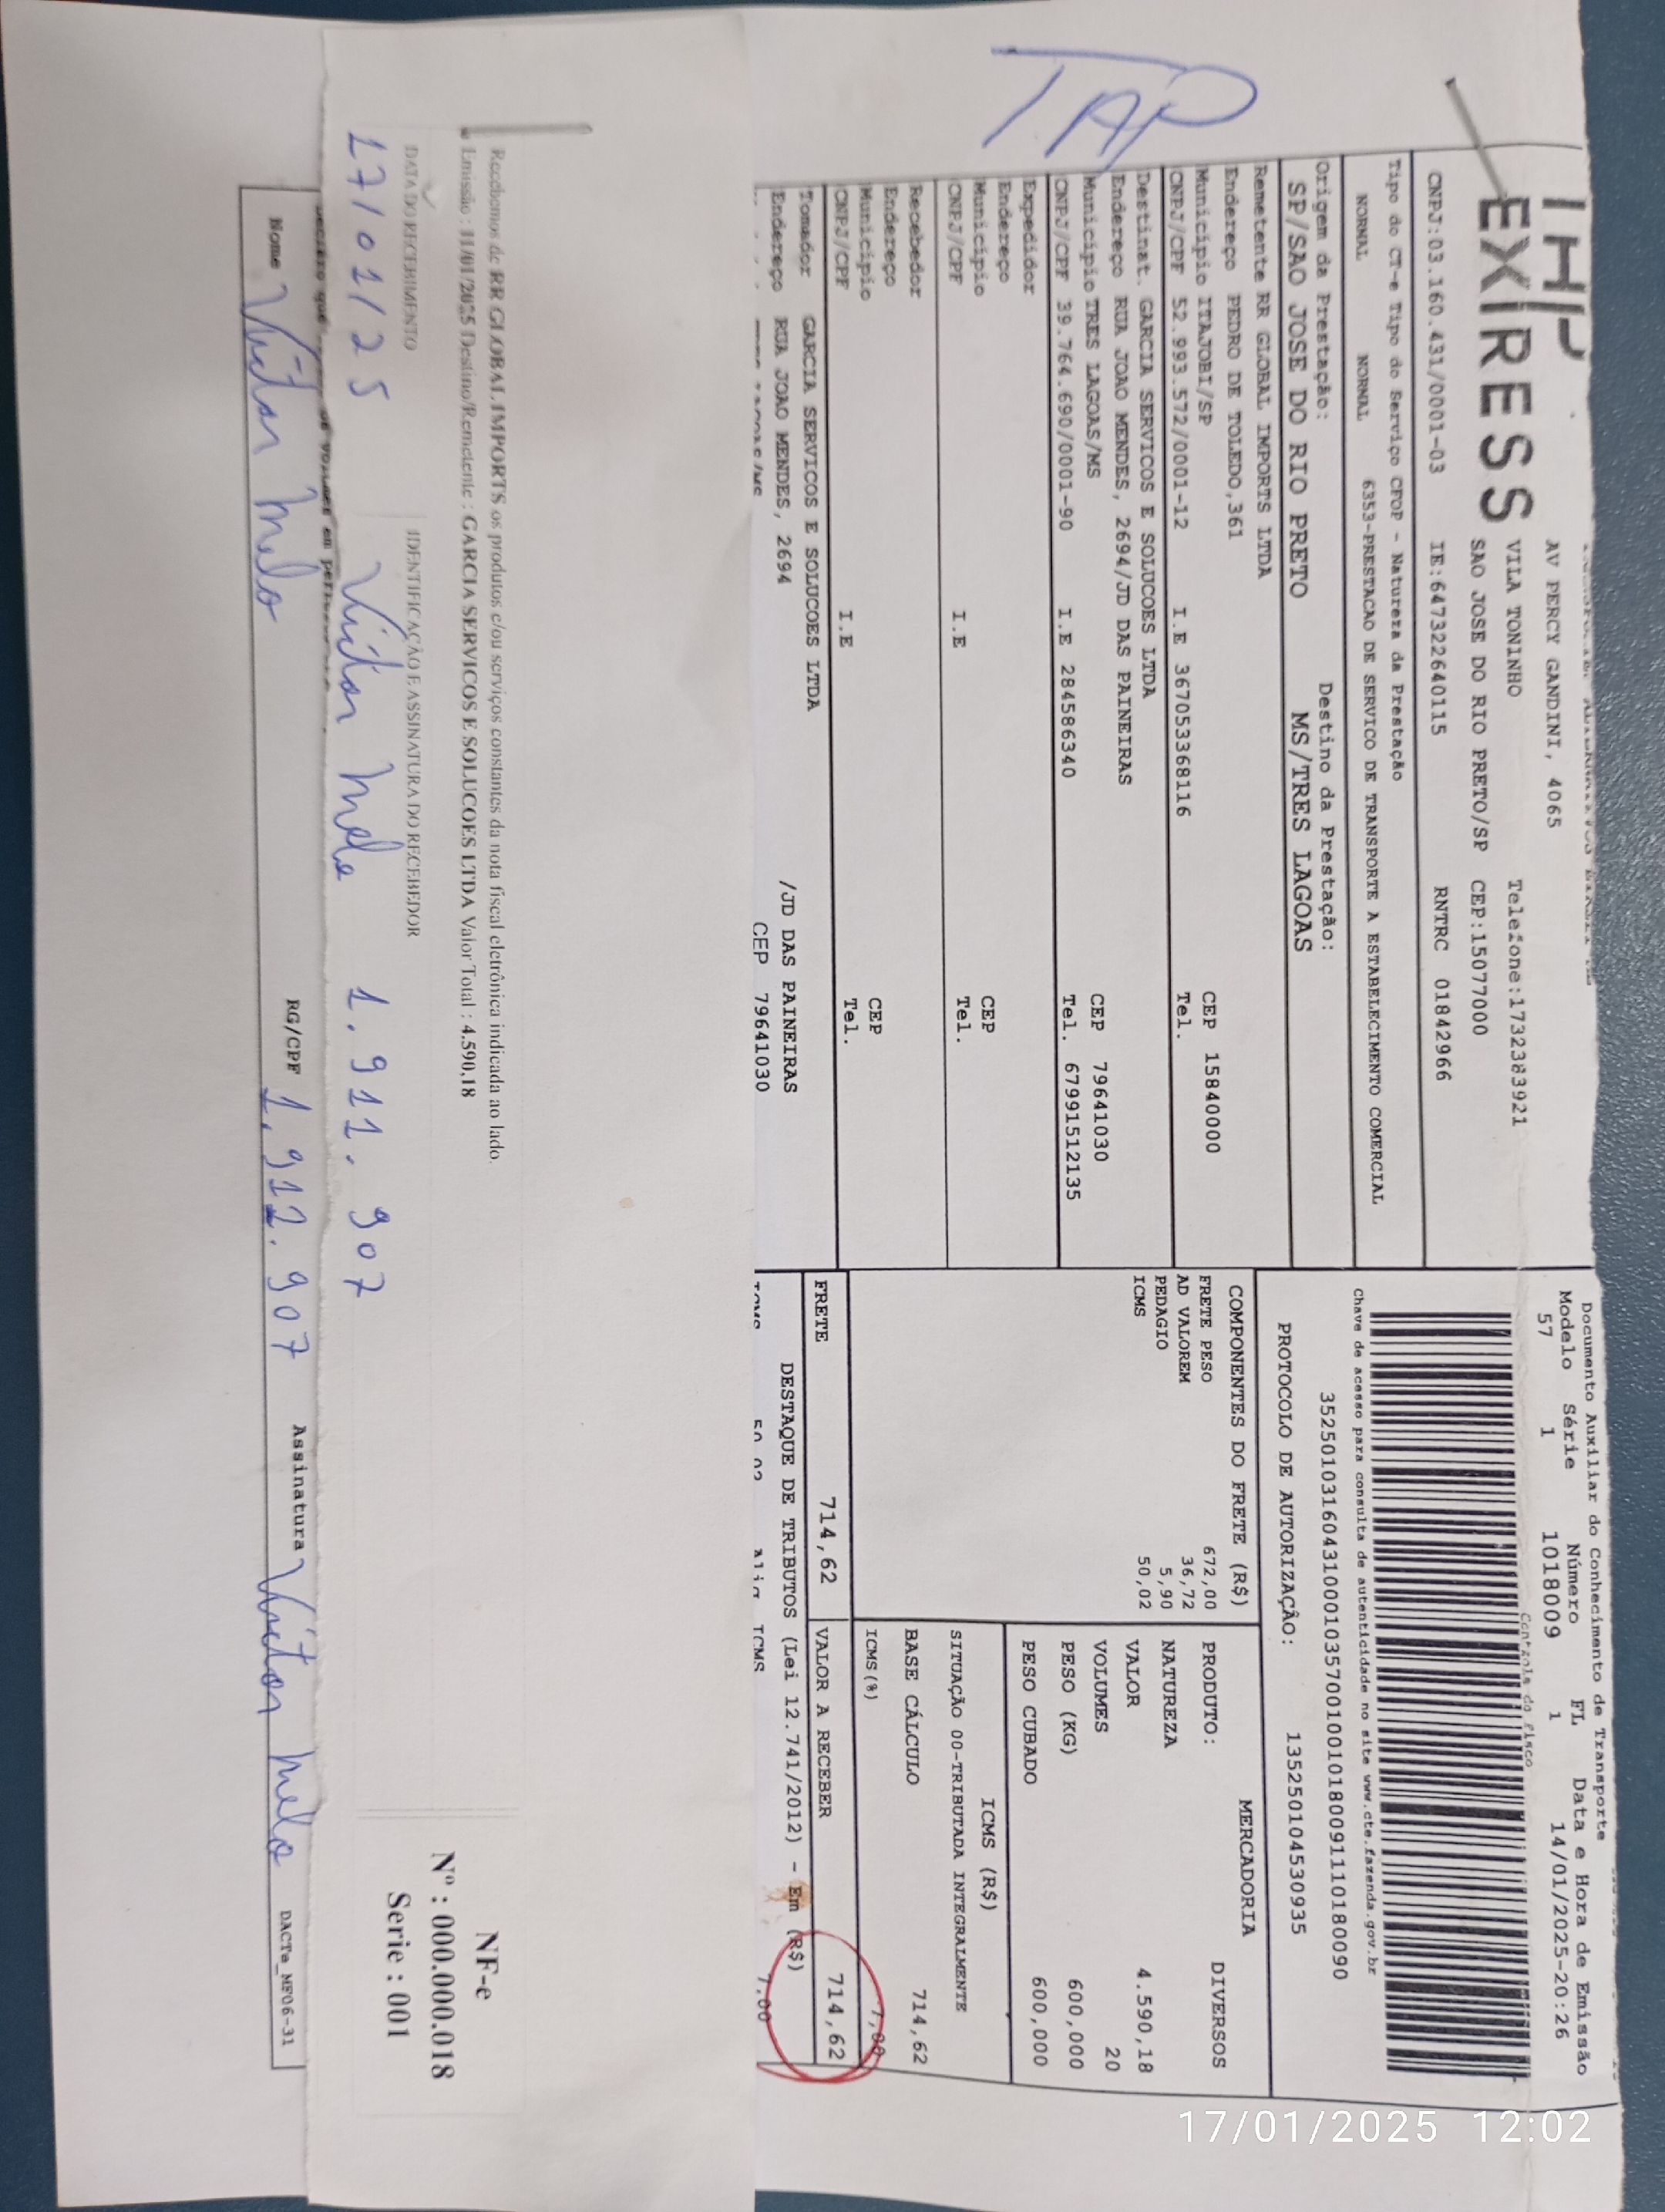 TAP
EXPRESS
AV PERCY GANDINI, 4065
VILA TONINHO
Telefone:1732383921
SAO JOSE DO RIO PRETO/SP CEP:15077000
CNPJ:03.160.431/0001-03 IE:647322640115 RNTRC 01842966
Tipo do CT-e Tipo do Serviço CFOP - Natureza da Prestação
NORMAL NORMAL 6353-PRESTACAO DE SERVICO DE TRANSPORTE A ESTABELECIMENTO COMERCIAL
Origem da Prestação: Destino da Prestação:
SP/SAO JOSE DO RIO PRETO MS/TRES LAGOAS
Remetente RR GLOBAL IMPORTS LTDA
Endereço PEDRO DE TOLEDO,361
Município ITAJOBI/SP CEP 15840000
CNPJ/CPF 52.993.572/0001-12 I.E 367053368116 Tel.
Destinat. GARCIA SERVICOS E SOLUCOES LTDA
Endereço RUA JOAO MENDES, 2694/JD DAS PAINEIRAS
Município TRES LAGOAS/MS CEP 79641030
CNPJ/CPF 39.764.690/0001-90 I.E 284586340 Tel. 67991512135
Expedidor
Endereço
Município CEP
CNPJ/CPF I.E Tel.
Recebedor
Endereço
Município CEP
CNPJ/CPF I.E Tel.
Tomador GARCIA SERVICOS E SOLUCOES LTDA
Endereço RUA JOAO MENDES, 2694 /JD DAS PAINEIRAS
CEP 79641030
Documento Auxiliar do Conhecimento de Transporte
Modelo Série Número FL Data e Hora de Emissão
57 1 1018009 1 14/01/2025-20:26
Controle do Fisco
Chave de acesso para consulta de autenticidade no site www.cte.fazenda.gov.br
35250103160431000103570010010180091110180090
PROTOCOLO DE AUTORIZAÇÃO: 135250104530935
COMPONENTES DO FRETE (R$)
FRETE PESO 672,00
AD VALOREM 36,72
PEDAGIO 5,90
ICMS 50,02
MERCADORIA
PRODUTO: DIVERSOS
NATUREZA
VALOR 4.590,18
VOLUMES 20
PESO (KG) 600,000
PESO CUBADO 600,000
ICMS (R$)
SITUAÇÃO 00-TRIBUTADA INTEGRALMENTE
BASE CÁLCULO 714,62
ICMS(%) 7,00
FRETE 714,62 VALOR A RECEBER 714,62
DESTAQUE DE TRIBUTOS (Lei 12.741/2012) - Em (R$)
ICMS 50,02 Aliq ICMS 7,00
Recebemos de RR GLOBAL IMPORTS os produtos e/ou serviços constantes da nota fiscal eletrônica indicada ao lado.
Emissão : 11/01/2025 Destino/Remetente : GARCIA SERVICOS E SOLUCOES LTDA Valor Total : 4.590,18
DATA DO RECEBIMENTO IDENTIFICAÇÃO E ASSINATURA DO RECEBEDOR
17/01/25 Vitor Melo 1.911.907
NF-e
Nº : 000.000.018
Serie : 001
Nome Vitor Melo RG/CPF 1.911.907 Assinatura Vitor Melo
DACTe_MF06-31
17/01/2025 12:02